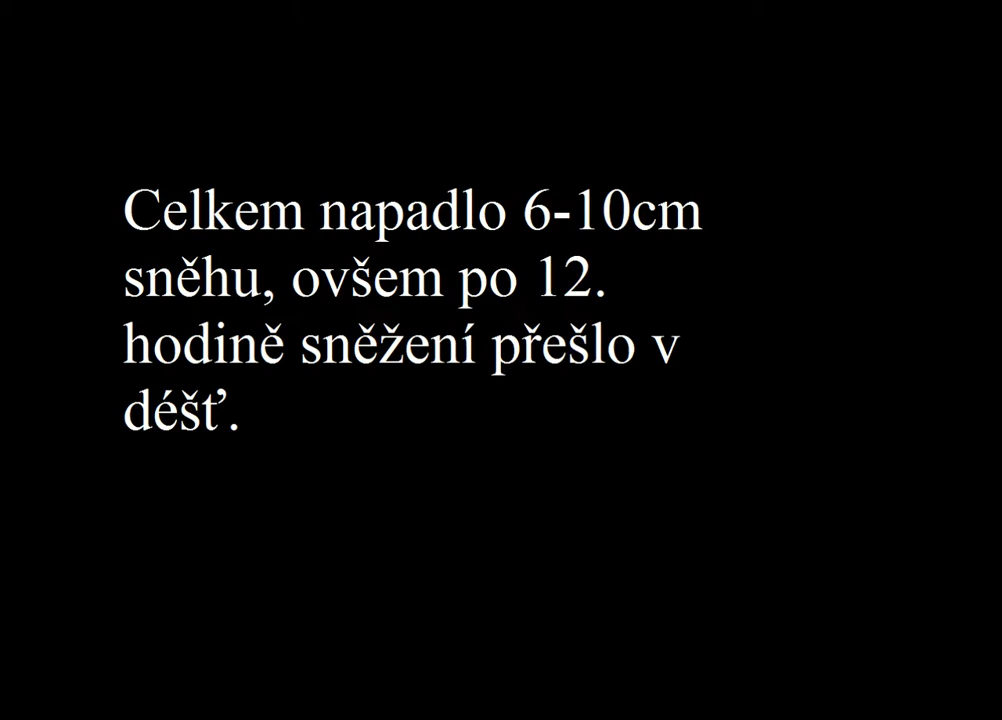 Celkem napadlo 6-10cm
sněhu, ovšem po 12.
hodině sněžení přešlo v
déšť.